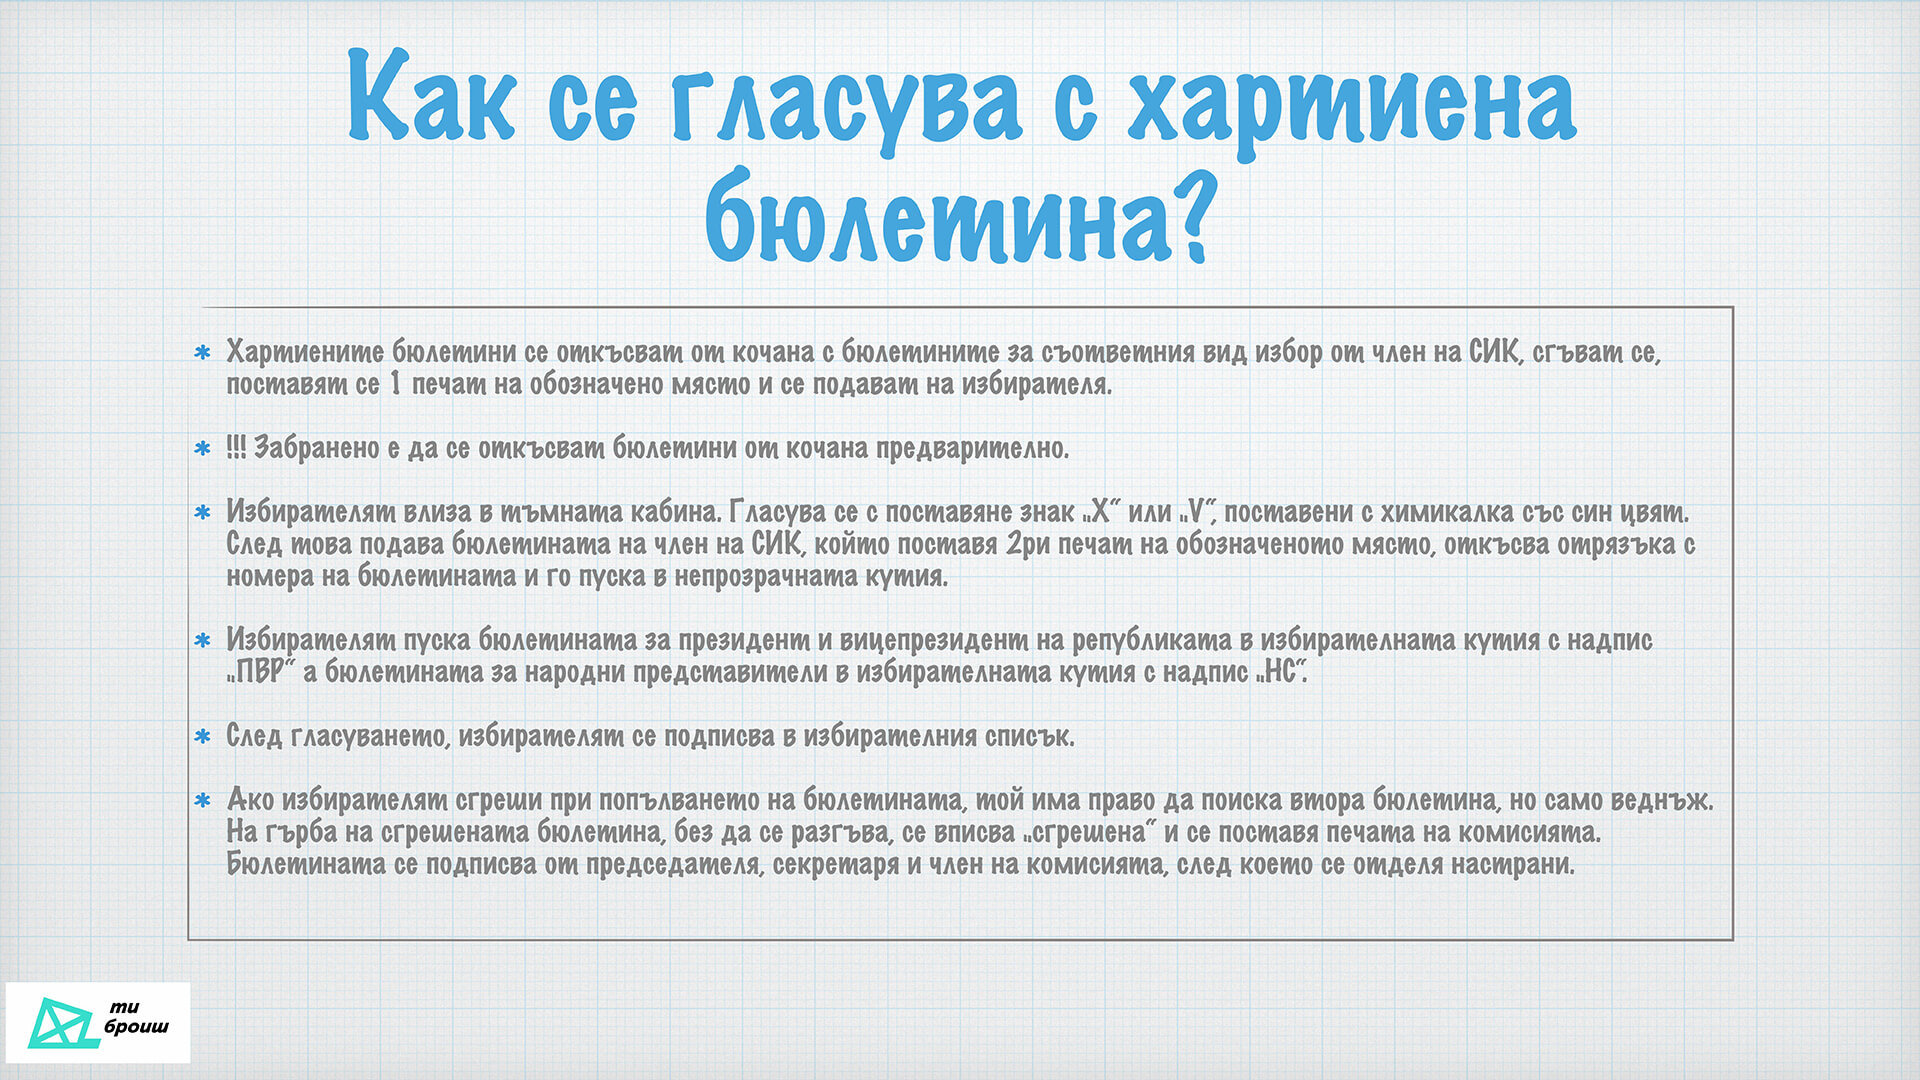 Как се гласува с хартиена
бюлетина?
* Хартиените бюлетини се откъсват от кочана с бюлетините за съответния вид избор от член на СИК, сгъват се,
поставят се 1 печат на обозначено място и се подават на избирателя.
* !!! Забранено е да се откъсват бюлетини от кочана предварително.
* Избирателят влиза в тъмната кабина. Гласува се с поставяне знак „X“ или „V“, поставени с химикалка със син цвят.
След това подава бюлетината на член на СИК, който поставя 2ри печат на обозначеното място, откъсва отрязъка с
номера на бюлетината и го пуска в непрозрачната кутия.
* Избирателят пуска бюлетината за президент и вицепрезидент на републиката в избирателната кутия с надпис
„ПВР“ а бюлетината за народни представители в избирателната кутия с надпис „НС“.
* След гласуването, избирателят се подписва в избирателния списък.
* Ако избирателят сгреши при попълването на бюлетината, той има право да поиска втора бюлетина, но само веднъж.
На гърба на сгрешената бюлетина, без да се разгъва, се вписва „сгрешена“ и се поставя печата на комисията.
Бюлетината се подписва от председателя, секретаря и член на комисията, след което се отделя настрани.
ти
броиш